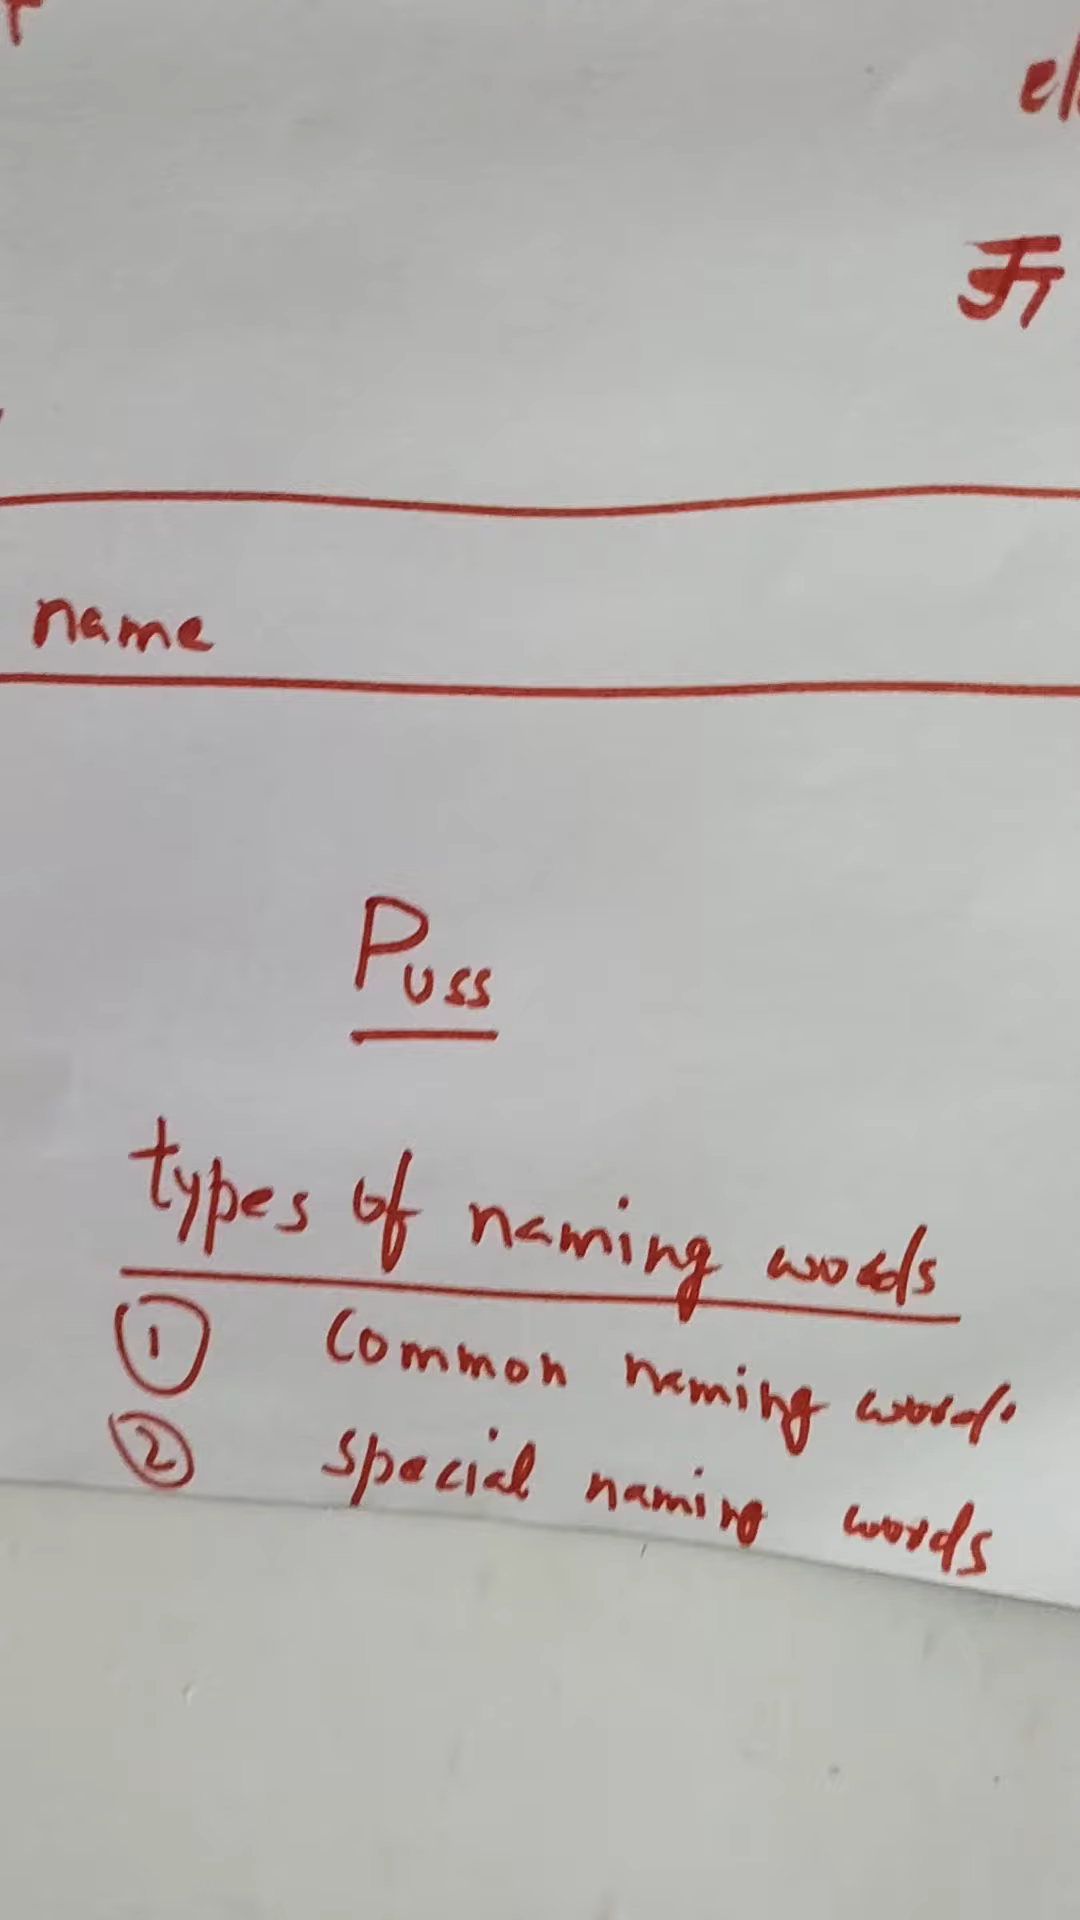 name
Puss
types of naming words
① Common naming words
② special naming words